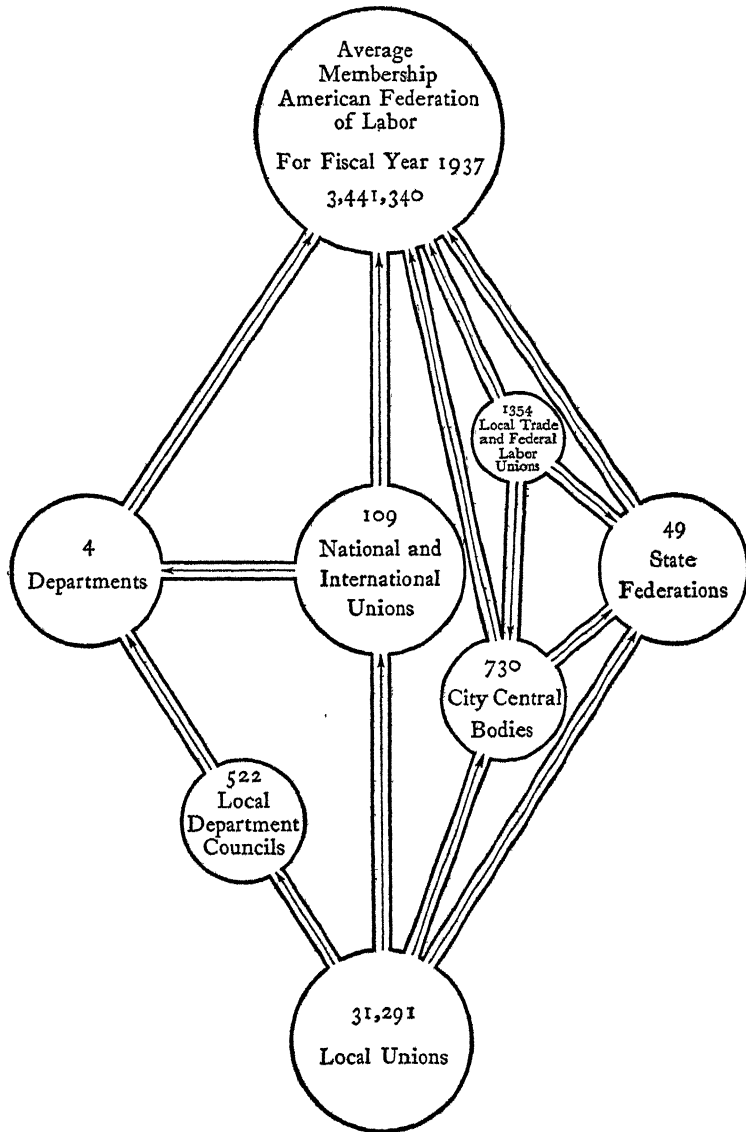 Average
Membership
American Federation
of Labor
For Fiscal Year 1937
3,441,340
1354
Local Trade
and Federal
Labor
Unions
4
Departments
109
National and
International
Unions
49
State
Federations
730
City Central
Bodies
522
Local
Department
Councils
31,291
Local Unions